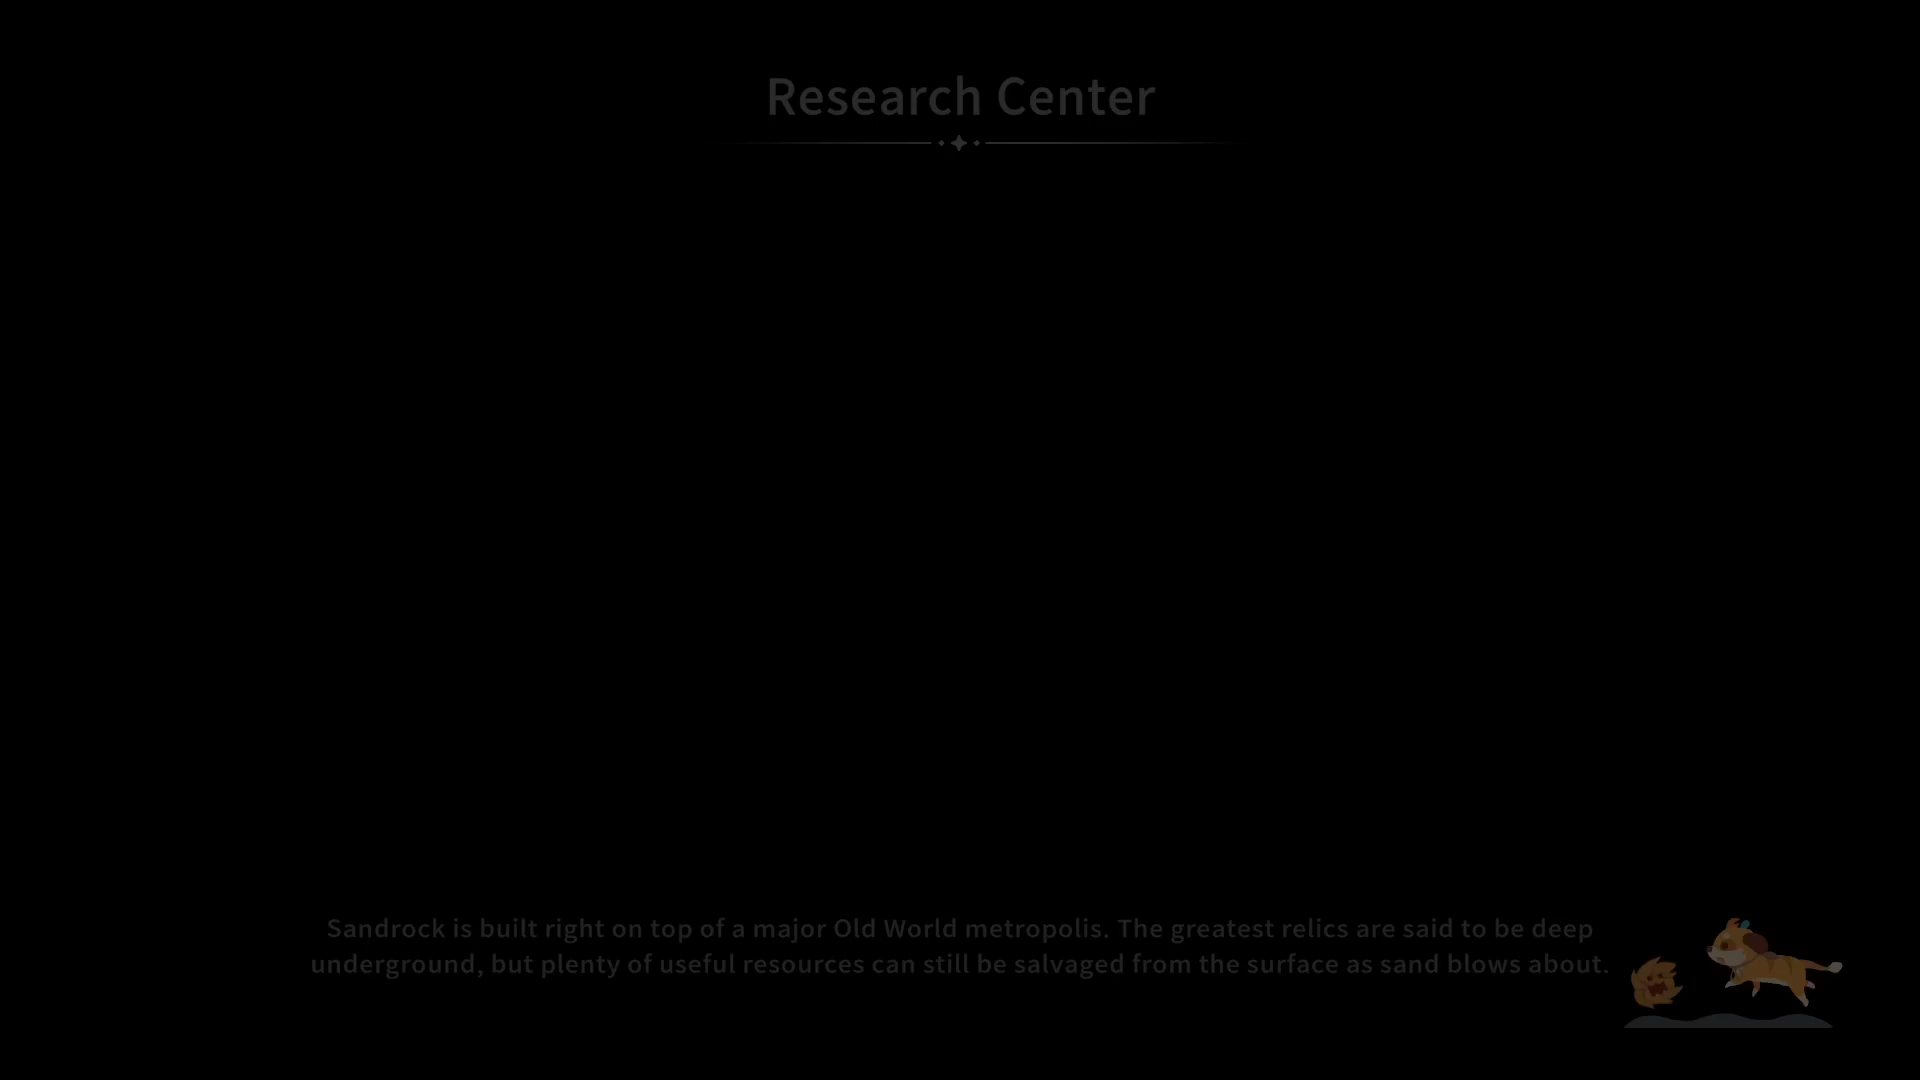 Research Center
Sandrock is built right on top of a major Old World metropolis. The greatest relics are said to be deep
underground, but plenty of useful resources can still be salvaged from the surface as sand blows about.